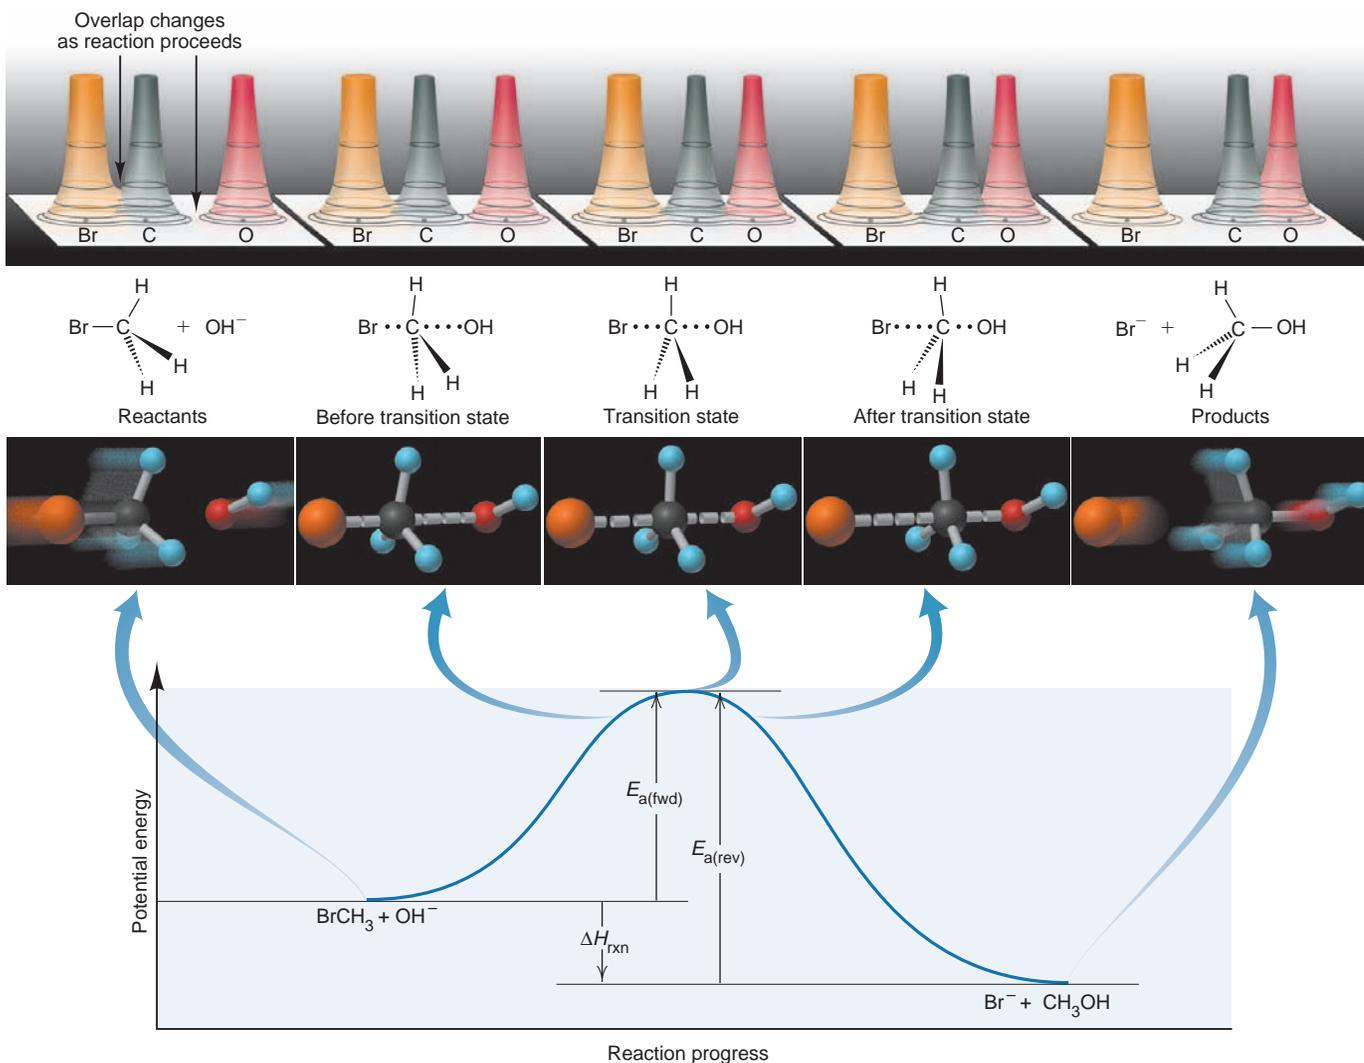 Overlap changes
as reaction proceeds
Br C O Br C O Br C O Br C O Br C O
H H H H H
Br—C + OH⁻ Br••C••••OH Br•••C•••OH Br••••C••OH Br⁻ + C—OH
H H H H H
H H H H H
Reactants Before transition state Transition state After transition state Products
Potential energy
E a(fwd)
E a(rev)
BrCH₃ + OH⁻
ΔH rxn
Br⁻ + CH₃OH
Reaction progress